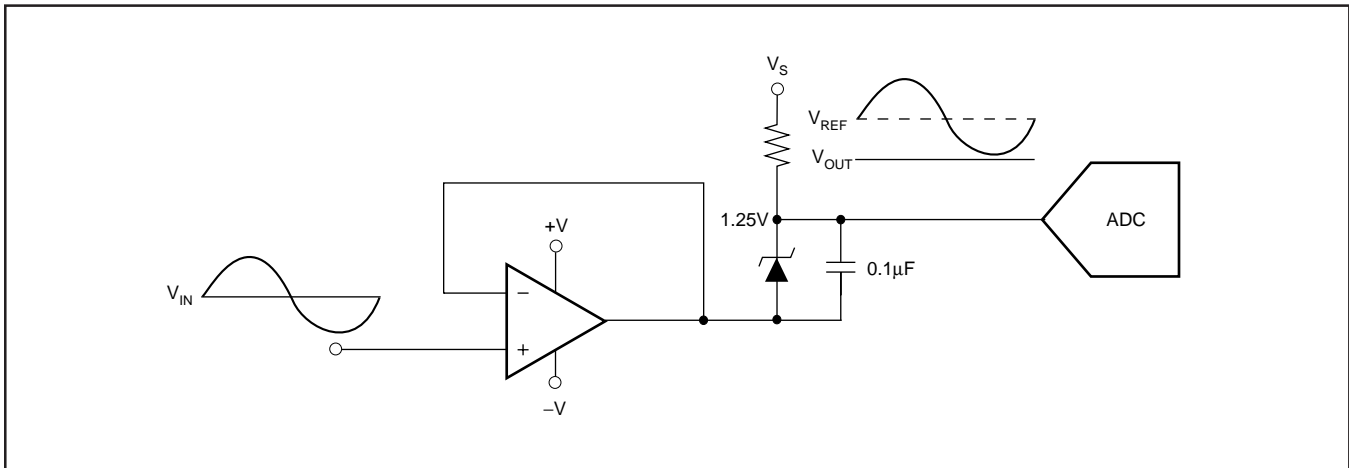 V_S
V_REF
V_OUT
1.25V
ADC
+V
0.1μF
V_IN
−
+
−V